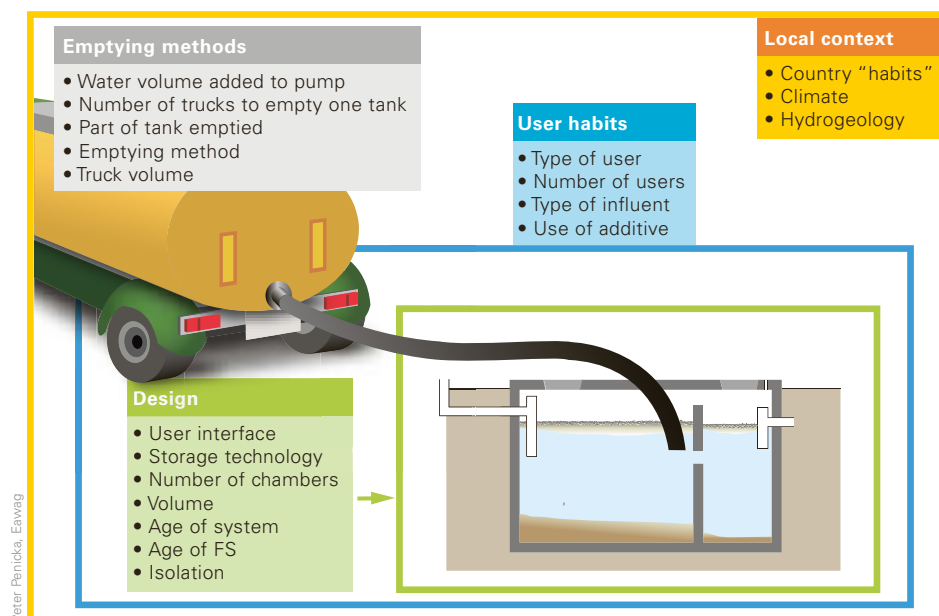 Emptying methods
• Water volume added to pump
• Number of trucks to empty one tank
• Part of tank emptied
• Emptying method
• Truck volume
Local context
• Country “habits”
• Climate
• Hydrogeology
User habits
• Type of user
• Number of users
• Type of influent
• Use of additive
Design
• User interface
• Storage technology
• Number of chambers
• Volume
• Age of system
• Age of FS
• Isolation
Penicka, Eawag